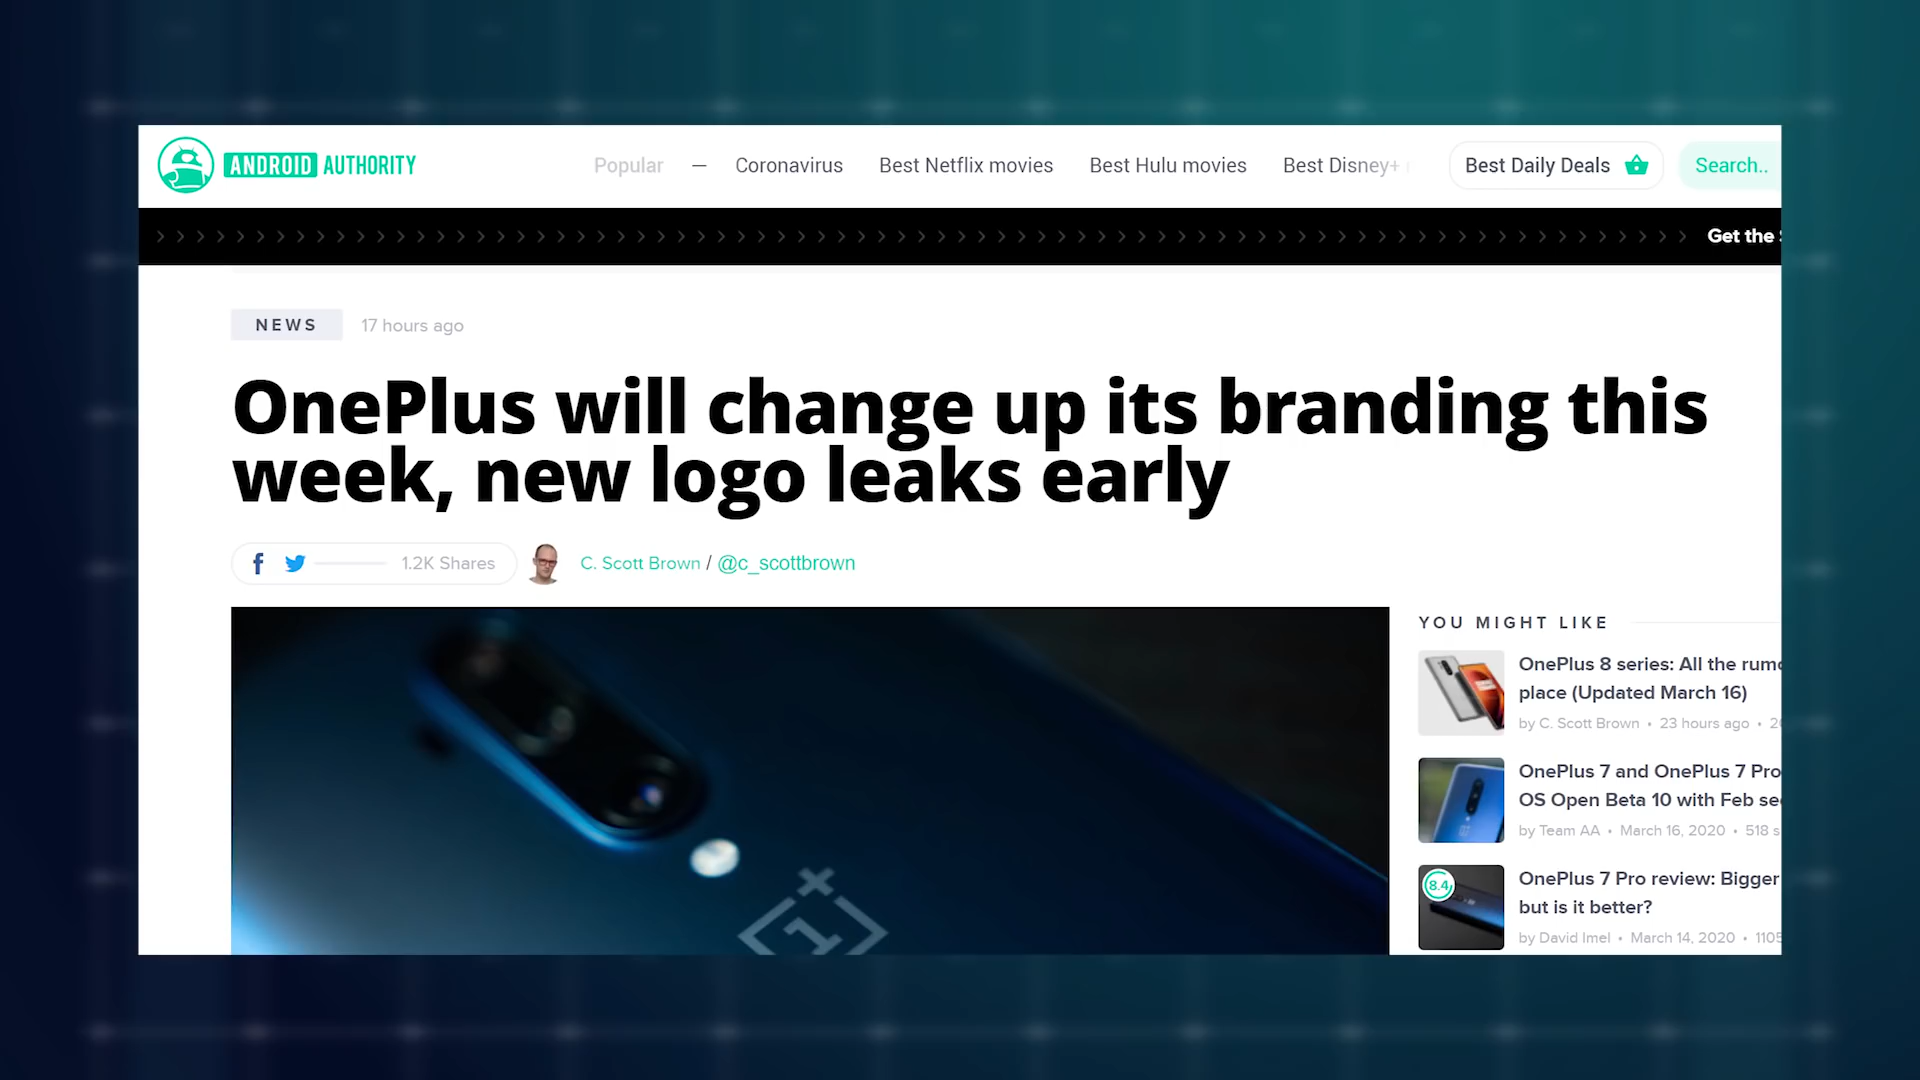 ANDROID AUTHORITY
Popular — Coronavirus Best Netflix movies Best Hulu movies Best Disney+
Best Daily Deals
Search..
Get the
NEWS
17 hours ago
OnePlus will change up its branding this
week, new logo leaks early
1.2K Shares
C. Scott Brown / @c_scottbrown
YOU MIGHT LIKE
OnePlus 8 series: All the
place (Updated March 16)
by C. Scott Brown • 23 hours ago •
OnePlus 7 and OnePlus 7 Pro
OS Open Beta 10 with Feb
by Team AA • March 16, 2020 • 518
8.4
OnePlus 7 Pro review: Bigger
but is it better?
by David Imel • March 14, 2020 • 1105